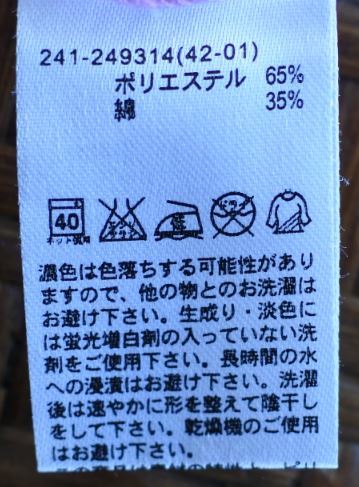 241-249314(42-01)
ポリエステル 65%
綿 35%
40
ネット使用
濃色は色落ちする可能性があり
ますので、他の物とのお洗濯は
お避け下さい。生成り・淡色に
は蛍光増白剤の入っていない洗
剤をご使用下さい。長時間の水
への浸漬はお避け下さい。洗濯
後は速やかに形を整えて陰干し
をして下さい。乾燥機のご使用
はお避け下さい。